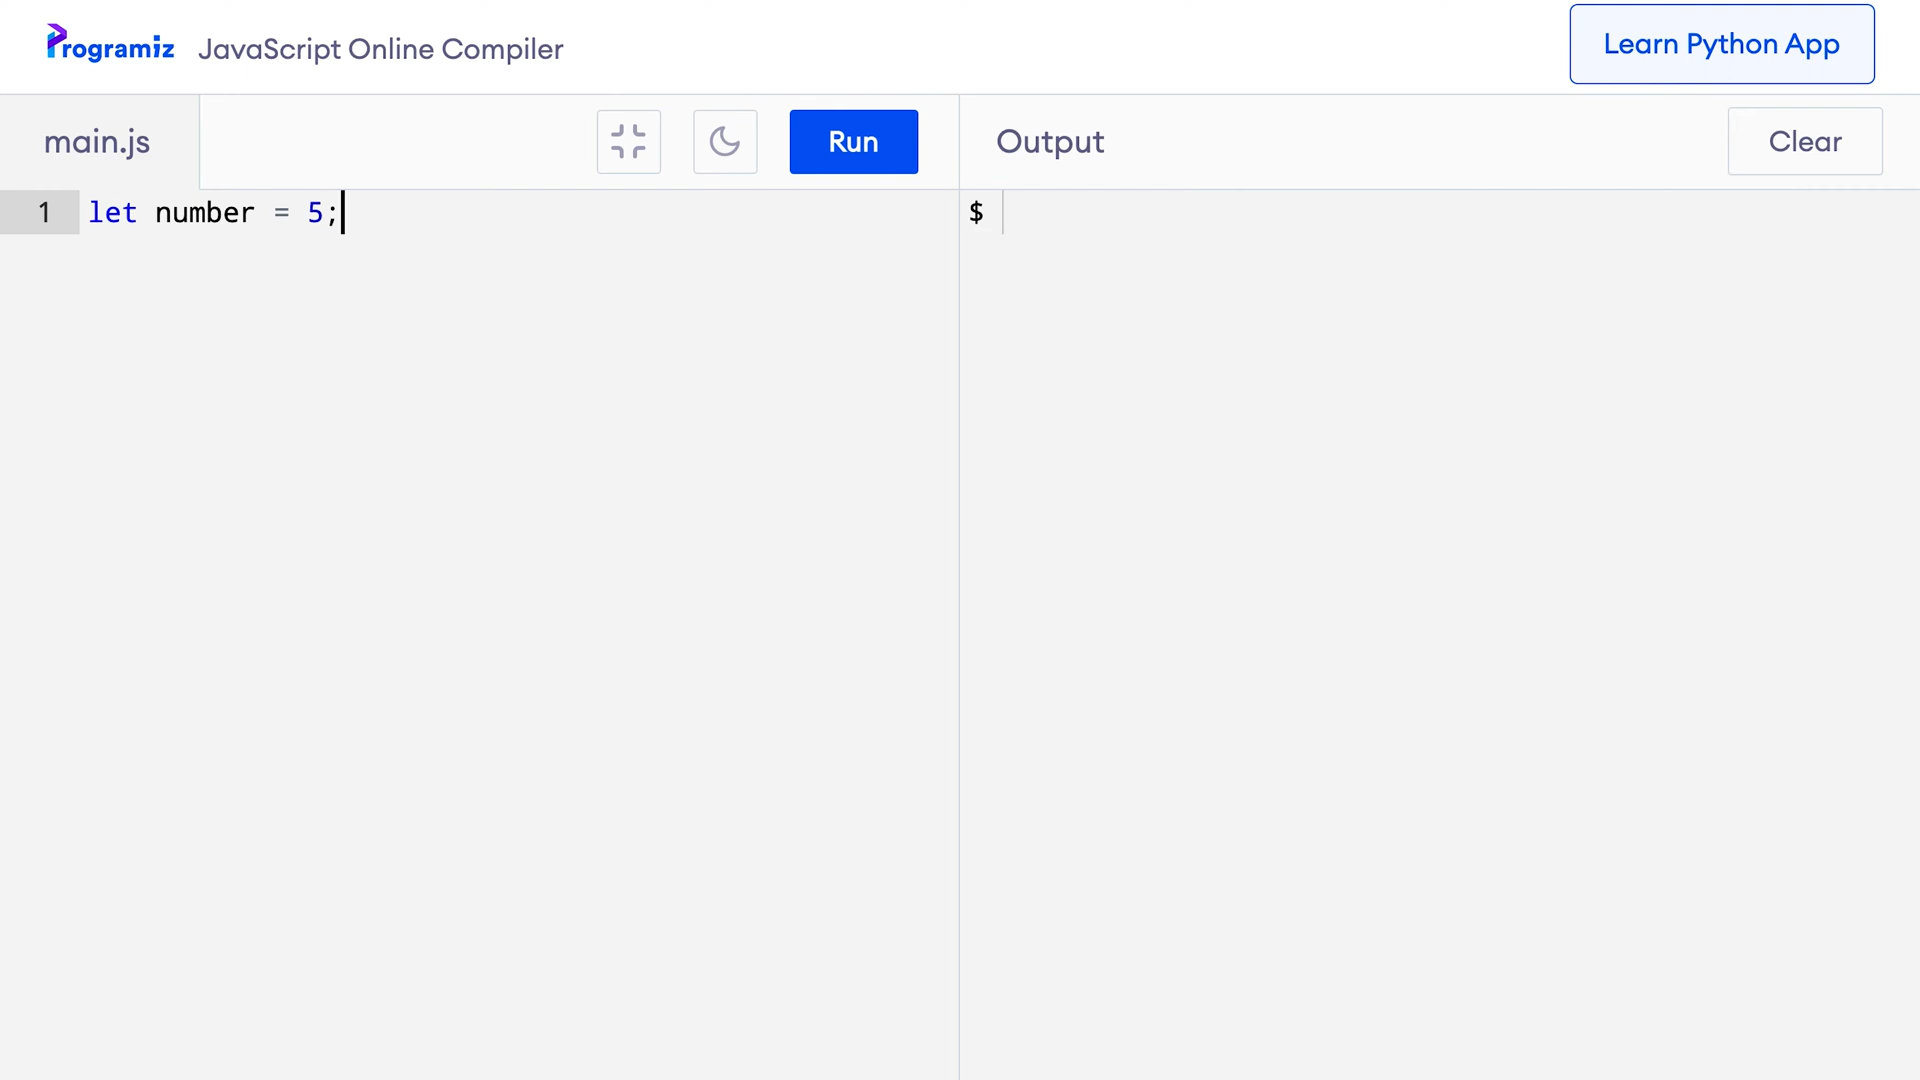 Programiz JavaScript Online Compiler
Learn Python App
main.js
Run
Output
Clear
1 let number = 5;
$